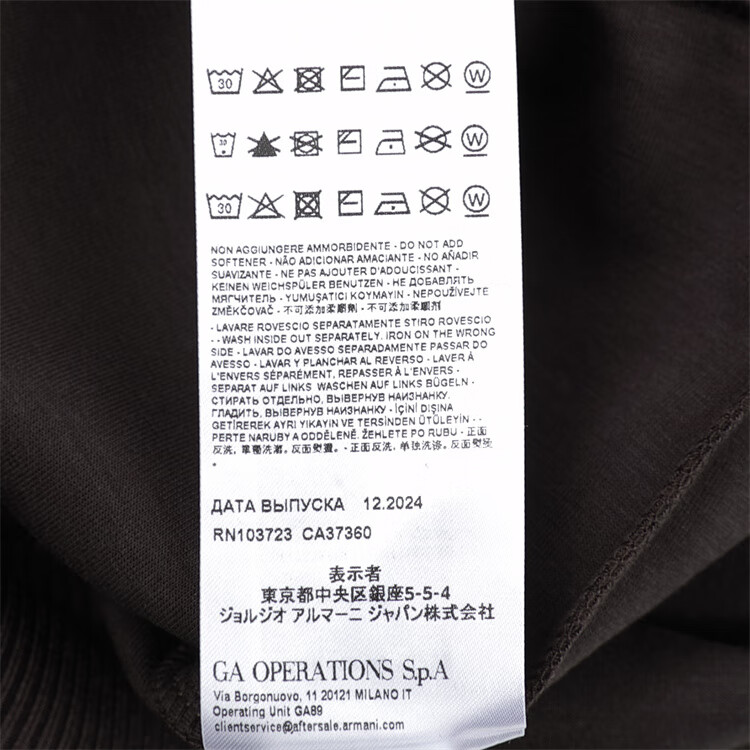 30 W
30 W
30 W
NON AGGIUNGERE AMMORBIDENTE - DO NOT ADD
SOFTENER - NÃO ADICIONAR AMACIANTE - NO AÑADIR
SUAVIZANTE - NE PAS AJOUTER D'ADOUCISSANT -
KEINEN WEICHSPÜLER BENUTZEN - НЕ ДОБАВЛЯТЬ
МЯГЧИТЕЛЬ - YUMUŞATICI KOYMAYIN - NEPOUŽÍVEJTE
ZMĚKČOVAČ - 不可添加柔順劑 - 不可添加柔顺剂
- LAVARE ROVESCIO SEPARATAMENTE STIRO ROVESCIO
- - WASH INSIDE OUT SEPARATELY. IRON ON THE WRONG
SIDE - LAVAR DO AVESSO SEPARADAMENTE PASSAR DO
AVESSO - LAVAR Y PLANCHAR AL REVERSO - LAVER À
L'ENVERS SÉPARÉMENT, REPASSER À L'ENVERS -
SEPARAT AUF LINKS WASCHEN AUF LINKS BÜGELN -
СТИРАТЬ ОТДЕЛЬНО, ВЫВЕРНУВ НАИЗНАНКУ.
ГЛАДИТЬ, ВЫВЕРНУВ НАИЗНАНКУ - İÇİNİ DIŞINA
GETİREREK AYRI YIKAYIN VE TERSİNDEN ÜTÜLEYİN - -
PERTE NARUBY A ODDĚLENĚ. ŽEHLETE PO RUBU - 正面
反洗, 單獨洗滌。反面熨燙。 - 正面反洗, 单独洗涤。反面熨烫
ДАТА ВЫПУСКА 12.2024
RN103723 CA37360
表示者
東京都中央区銀座5-5-4
ジョルジオ アルマーニ ジャパン株式会社
GA OPERATIONS S.p.A
Via Borgonuovo, 11 20121 MILANO IT
Operating Unit GA89
clientservice@aftersale.armani.com